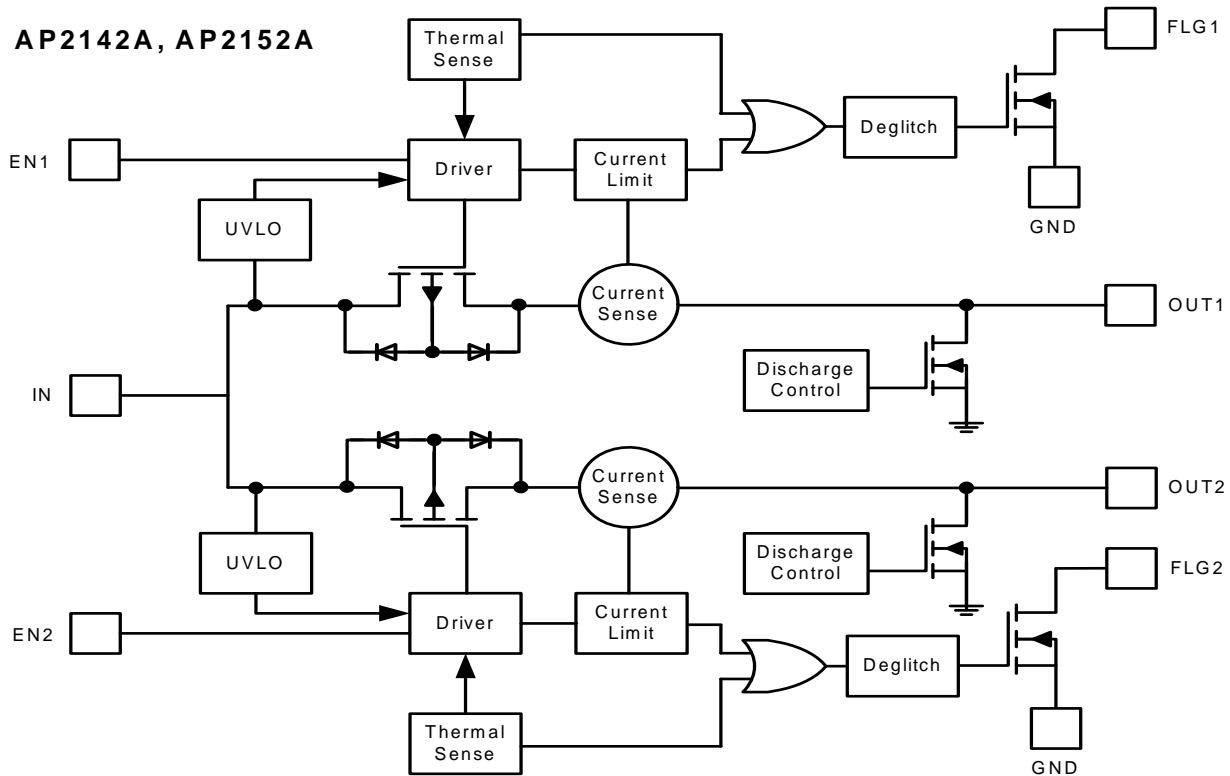 AP2142A, AP2152A
Thermal
Sense
FLG1
EN1
Driver
Current
Limit
Deglitch
UVLO
GND
Current
Sense
OUT1
Discharge
Control
IN
Current
Sense
OUT2
UVLO
Discharge
Control
FLG2
EN2
Driver
Current
Limit
Deglitch
Thermal
Sense
GND